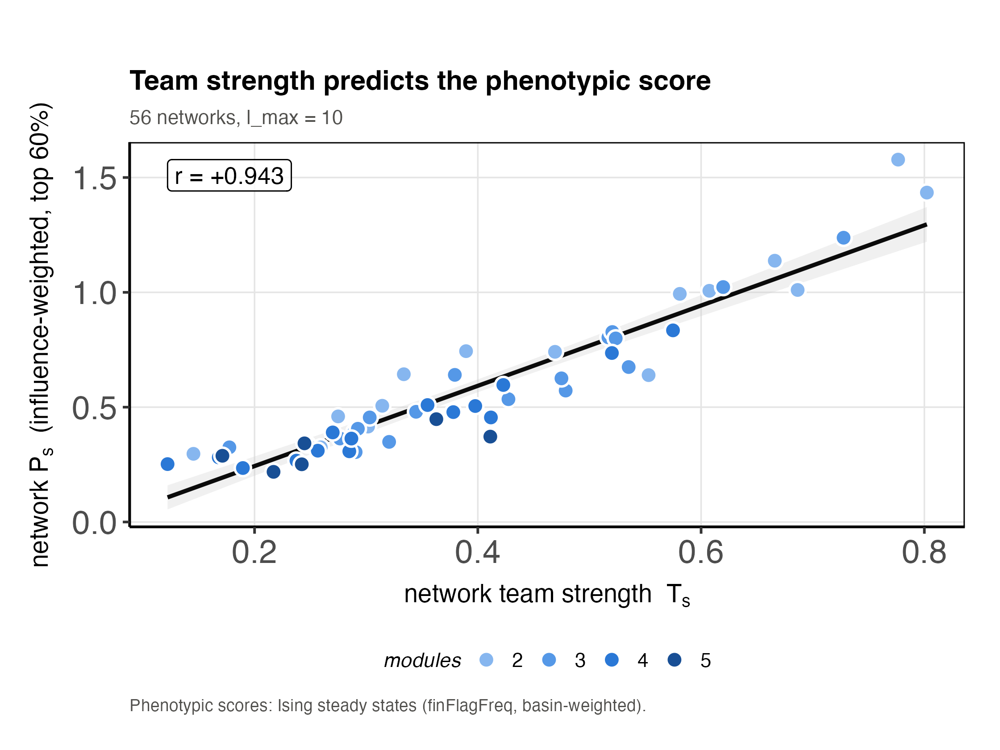 Team strength predicts the phenotypic score
56 networks, l_max = 10
network Ps (influence-weighted, top 60%)
r = +0.943
1.5
1.0
0.5
0.0
0.2 0.4 0.6 0.8
network team strength Ts
modules 2 3 4 5
Phenotypic scores: Ising steady states (finFlagFreq, basin-weighted).